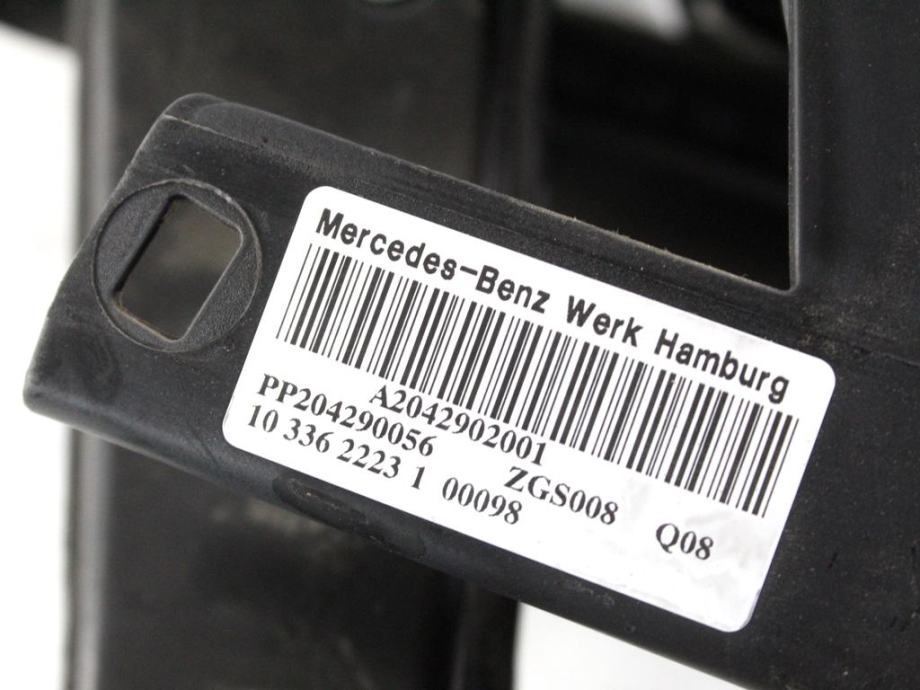 Mercedes-Benz Werk Hamburg
A2042902001
PP204290056 ZGS008 Q08
10 336 2223 1 00098